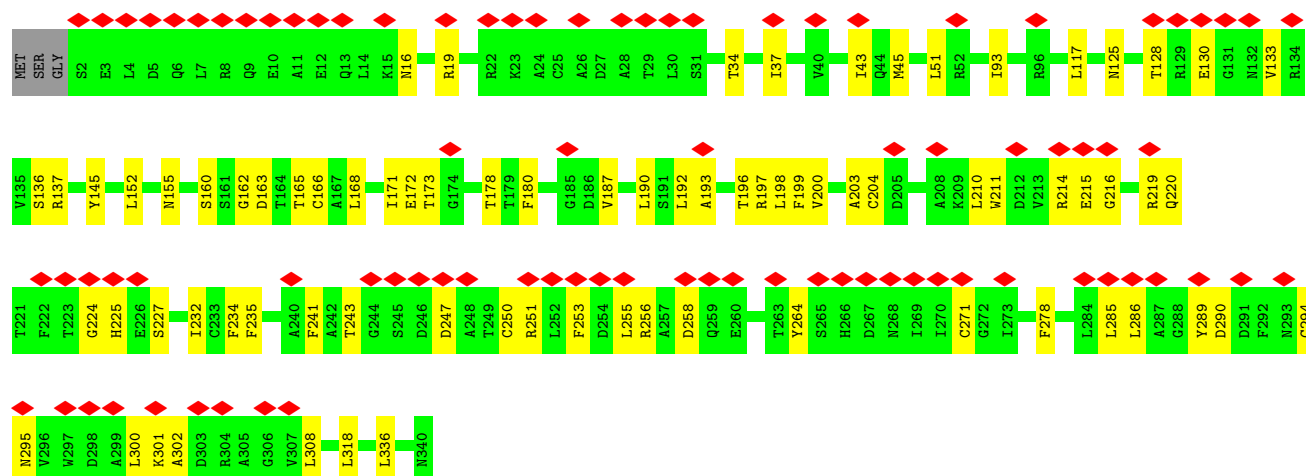 MET SER GLY S2 E3 L4 D5 Q6 L7 R8 Q9 E10 A11 E12 Q13 L14 K15 N16 R19 R22 K23 A24 C25 A26 D27 A28 T29 L30 S31 T34 I37 V40 I43 Q44 M45 L51 R52 I93 R96 L117 N125 T128 R129 E130 G131 N132 V133 R134
V135 S136 R137 Y145 L152 N155 S160 S161 G162 D163 T164 T165 C166 A167 L168 I171 E172 T173 G174 T178 T179 F180 G185 D186 V187 L190 S191 L192 A193 T196 R197 L198 F199 V200 A203 C204 D205 A208 K209 L210 W211 D212 V213 R214 E215 G216 R219 Q220
T221 F222 T223 G224 H225 E226 S227 I232 C233 F234 F235 A240 F241 A242 T243 G244 S245 D246 D247 A248 T249 C250 R251 L252 F253 D254 L255 R256 A257 D258 Q259 E260 T263 Y264 S265 H266 D267 N268 I269 I270 C271 G272 I273 F278 L284 L285 L286 A287 G288 Y289 D290 D291 F292 N293
N295 V296 W297 D298 A299 L300 K301 A302 D303 R304 A305 G306 V307 L308 L318 L336 N340